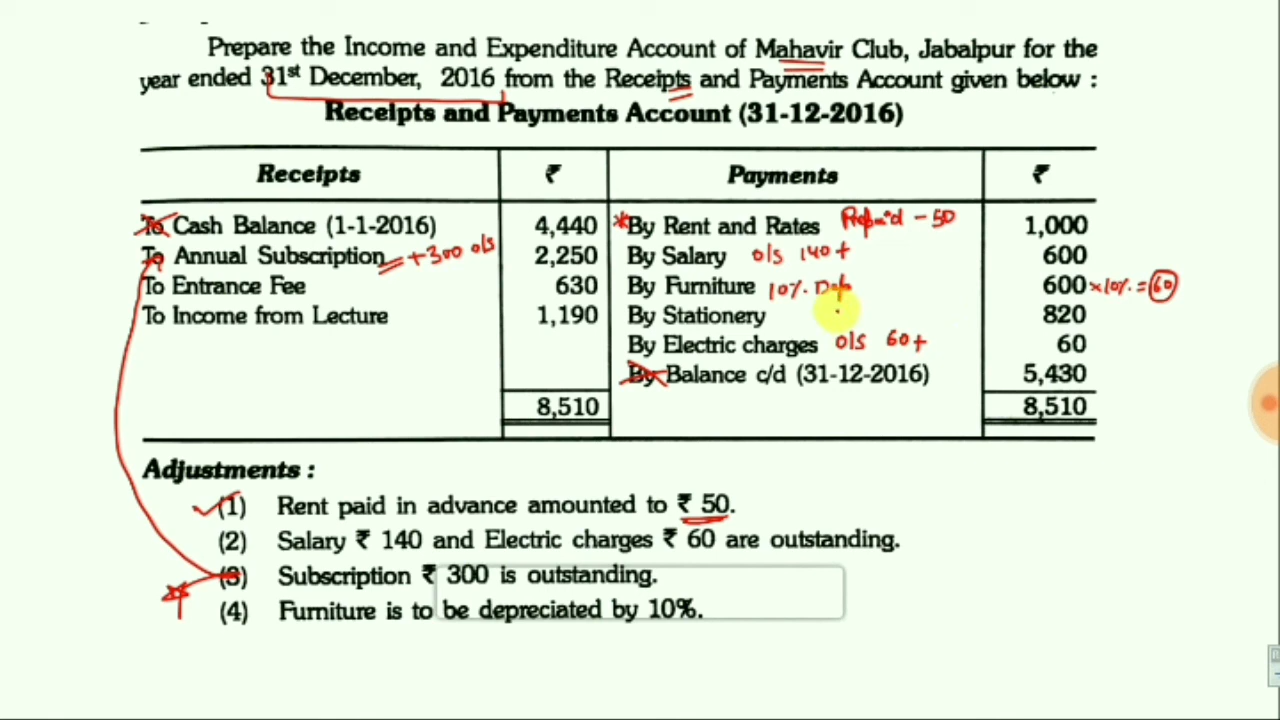 Prepare the Income and Expenditure Account of Mahavir Club, Jabalpur for the
year ended 31st December, 2016 from the Receipts and Payments Account given below :
Receipts and Payments Account (31-12-2016)
Receipts ₹ Payments ₹
To Cash Balance (1-1-2016) 4,440 *By Rent and Rates - 50 1,000
To Annual Subscription = +300 o/s 2,250 By Salary o/s 140 + 600
To Entrance Fee 630 By Furniture 10% Dep 600 ×10% = 60
To Income from Lecture 1,190 By Stationery 820
By Electric charges o/s 60+ 60
By Balance c/d (31-12-2016) 5,430
8,510 8,510
Adjustments :
(1) Rent paid in advance amounted to ₹ 50.
(2) Salary ₹ 140 and Electric charges ₹ 60 are outstanding.
(3) Subscription ₹ 300 is outstanding.
(4) Furniture is to be depreciated by 10%.